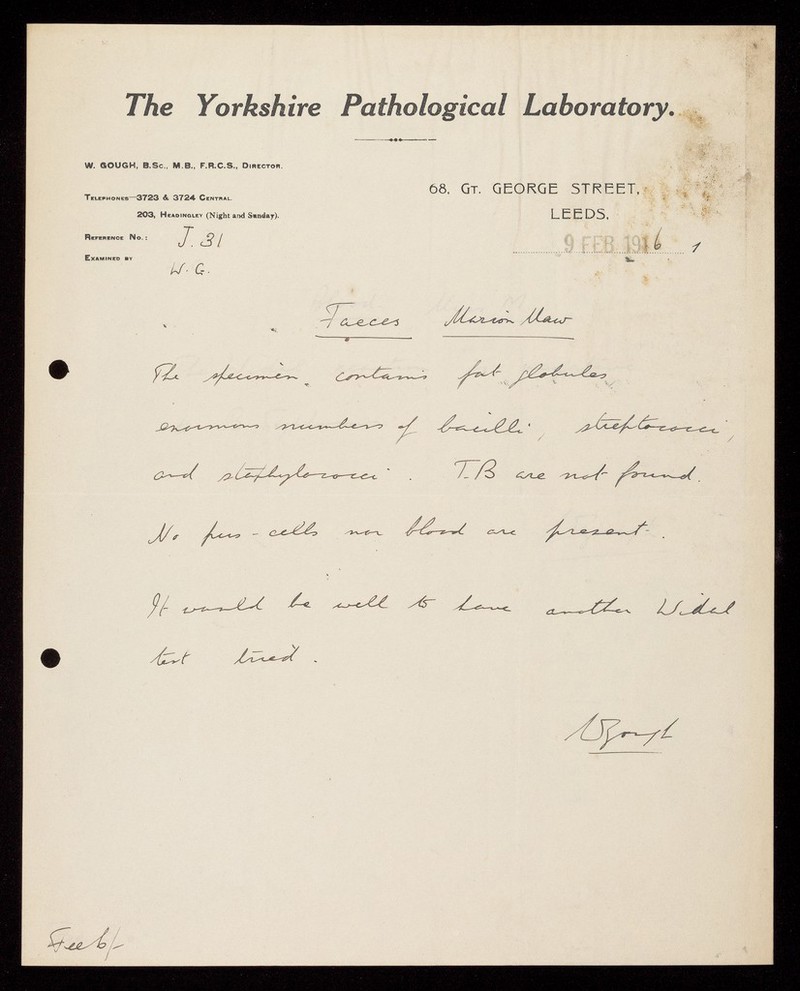 The Yorkshire Pathological Laboratory.
W. GOUGH, B.Sc., M.B., F.R.C.S., Director.
Telephones—3723 & 3724 Central.
203, Headingley (Night and Sunday).
68, Gt. GEORGE STREET,
LEEDS,
Reference No.: J. 31
9 FEB 1916 1
Examined by W. G.
Faeces Marion Maw
The specimen contains fat globules
enormous numbers of bacilli, streptococci,
and staphylococci. T.B are not found.
No pus-cells nor blood are present.
It would be well to have another Widal
test tried.
WGough
Fee 6/-